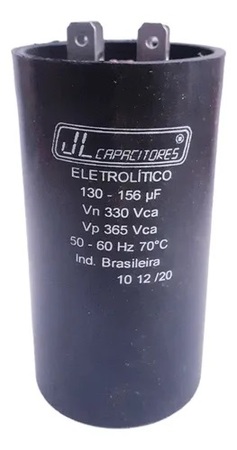 JL CAPACITORES ®
ELETROLÍTICO
130 - 156 µF
Vn 330 Vca
Vp 365 Vca
50 - 60 Hz 70°C
Ind. Brasileira
10 12 /20